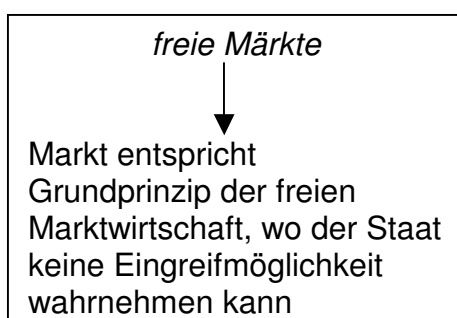 freie Märkte
Markt entspricht
Grundprinzip der freien
Marktwirtschaft, wo der Staat
keine Eingreifmöglichkeit
wahrnehmen kann